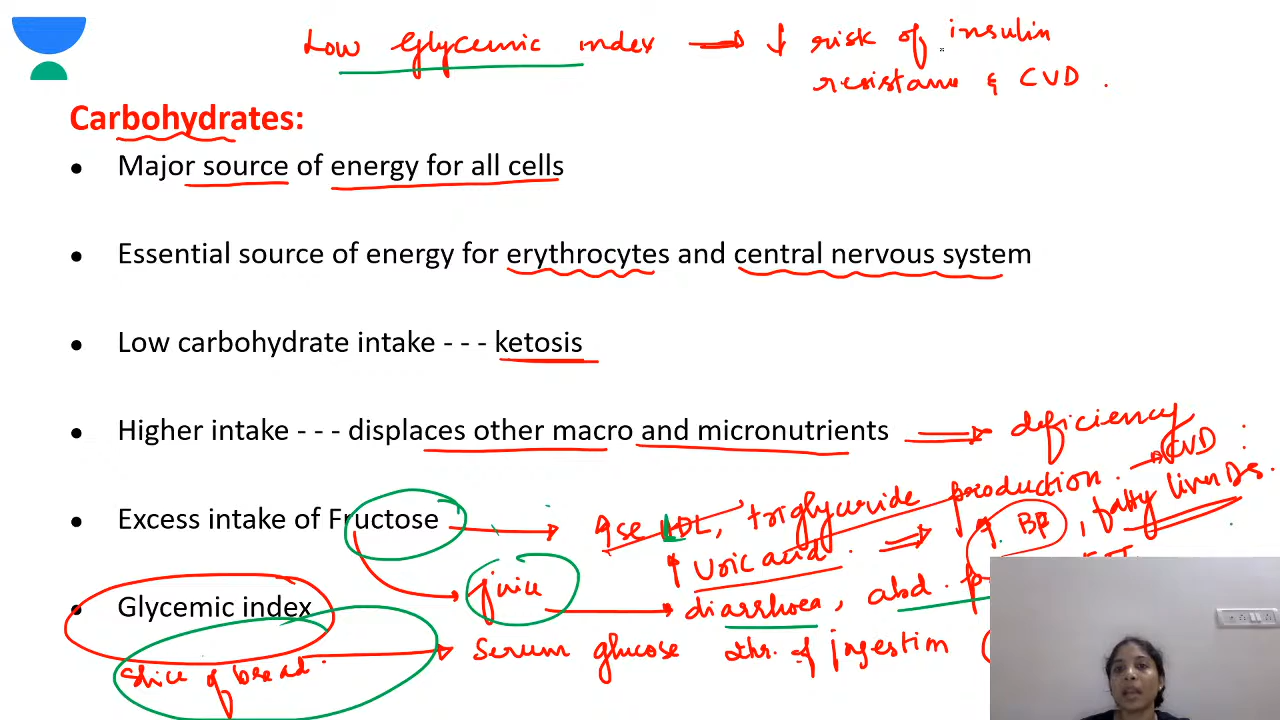 Low Glycemic index → ↓ risk of insulin
resistance & CVD.
Carbohydrates:
• Major source of energy for all cells
• Essential source of energy for erythrocytes and central nervous system
• Low carbohydrate intake - - - ketosis
• Higher intake - - - displaces other macro and micronutrients → deficiency
• Excess intake of Fructose → LDL, triglyceride production → CVD
↑ Uric acid ⇒ BP, fatty liver
juice → diarrhoea, abd.
• Glycemic index
slice of bread → serum glucose 2hr. of ingestion (